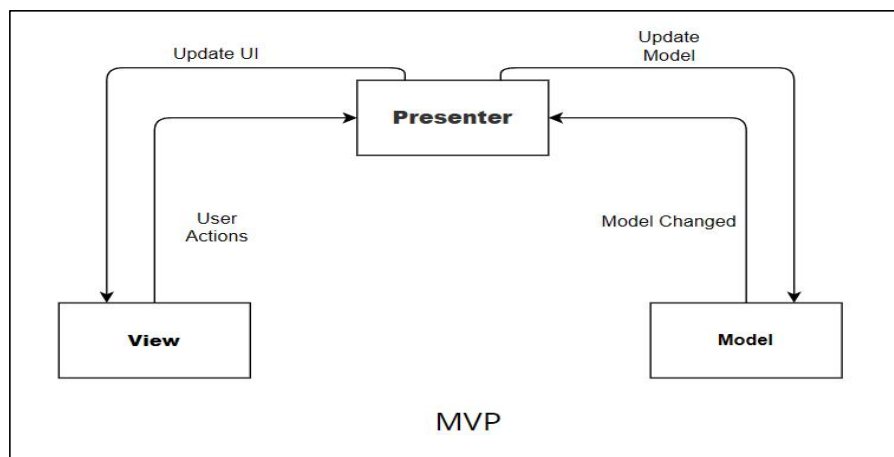 Update UI
Update
Model
Presenter
User
Actions
Model Changed
View
Model
MVP